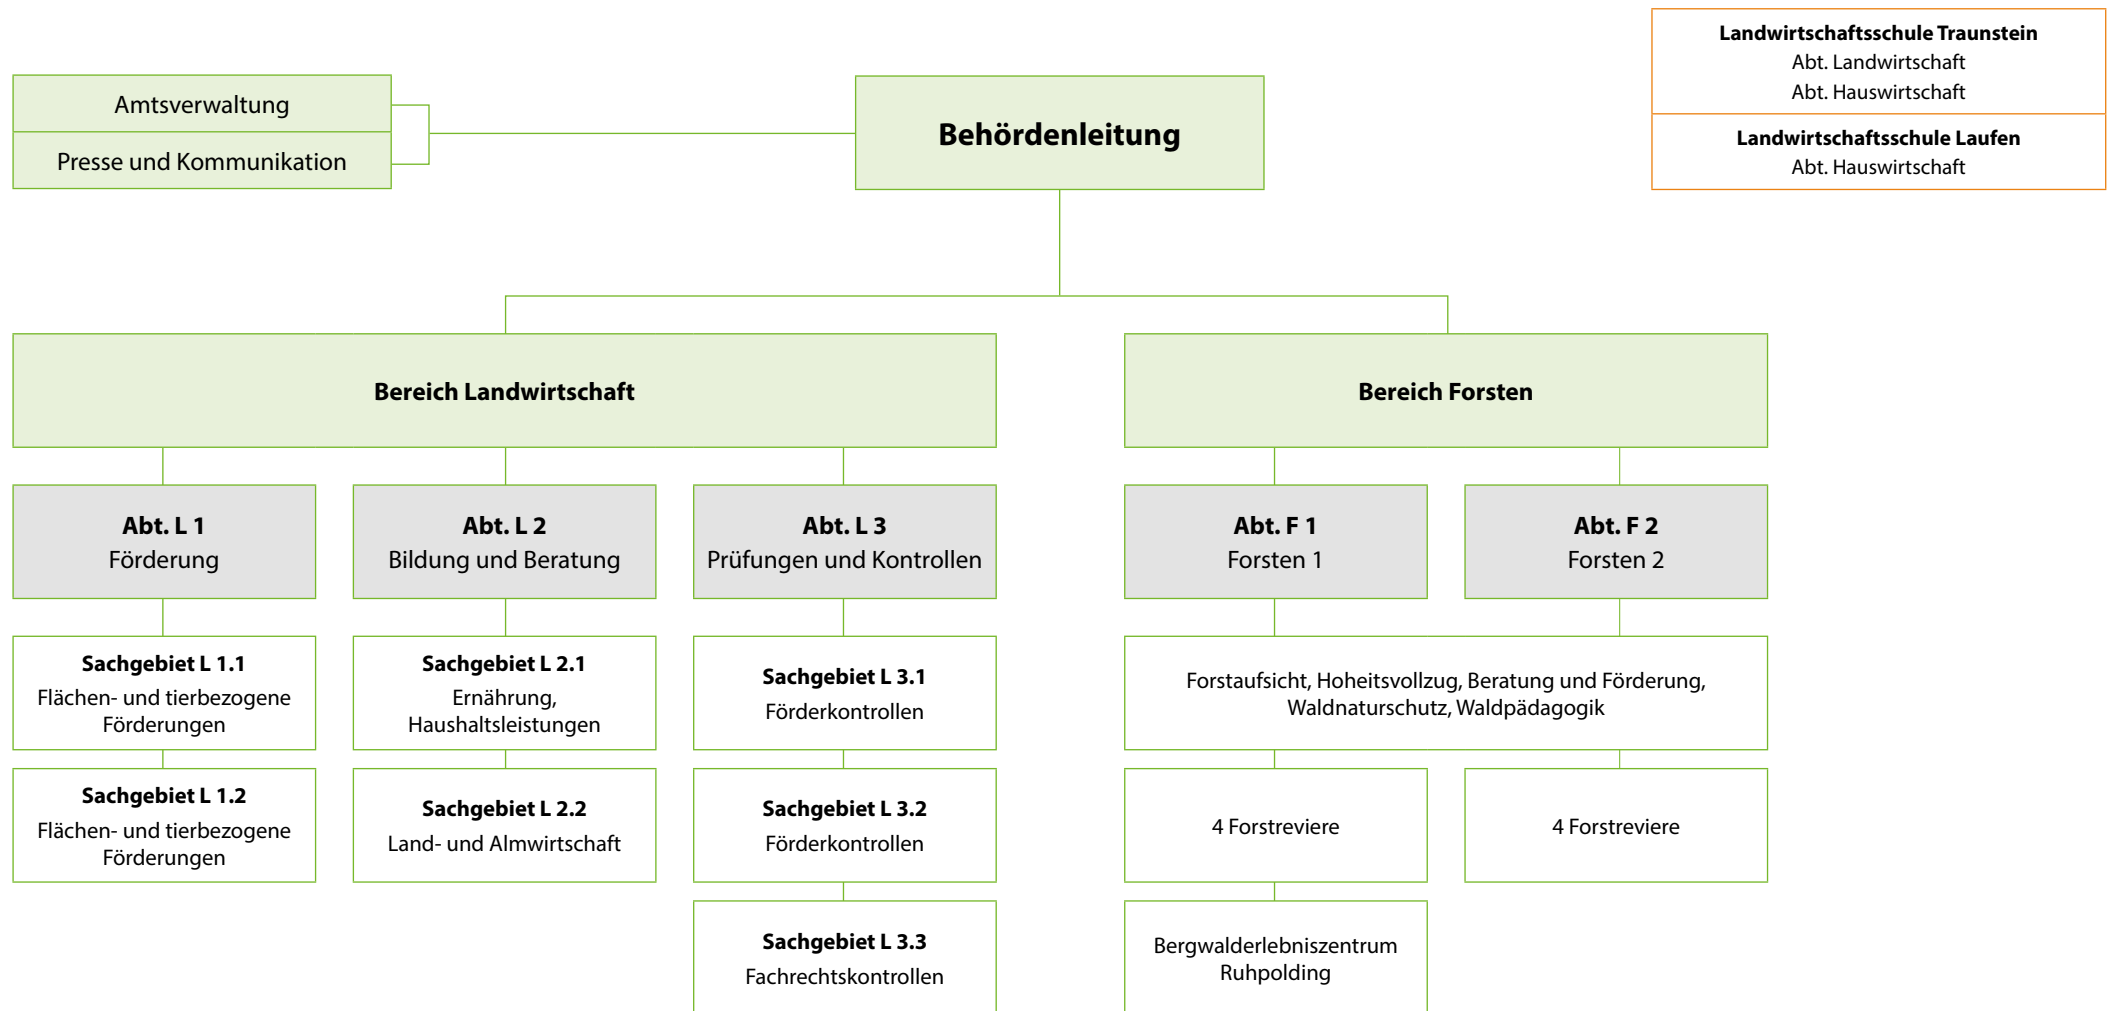 Landwirtschaftsschule Traunstein
Abt. Landwirtschaft
Abt. Hauswirtschaft
Landwirtschaftsschule Laufen
Abt. Hauswirtschaft
Amtsverwaltung
Presse und Kommunikation
Behördenleitung
Bereich Landwirtschaft
Bereich Forsten
Abt. L 1
Förderung
Abt. L 2
Bildung und Beratung
Abt. L 3
Prüfungen und Kontrollen
Abt. F 1
Forsten 1
Abt. F 2
Forsten 2
Sachgebiet L 1.1
Flächen- und tierbezogene
Förderungen
Sachgebiet L 2.1
Ernährung,
Haushaltsleistungen
Sachgebiet L 3.1
Förderkontrollen
Forstaufsicht, Hoheitsvollzug, Beratung und Förderung,
Waldnaturschutz, Waldpädagogik
Sachgebiet L 1.2
Flächen- und tierbezogene
Förderungen
Sachgebiet L 2.2
Land- und Almwirtschaft
Sachgebiet L 3.2
Förderkontrollen
4 Forstreviere
4 Forstreviere
Sachgebiet L 3.3
Fachrechtskontrollen
Bergwalderlebniszentrum
Ruhpolding